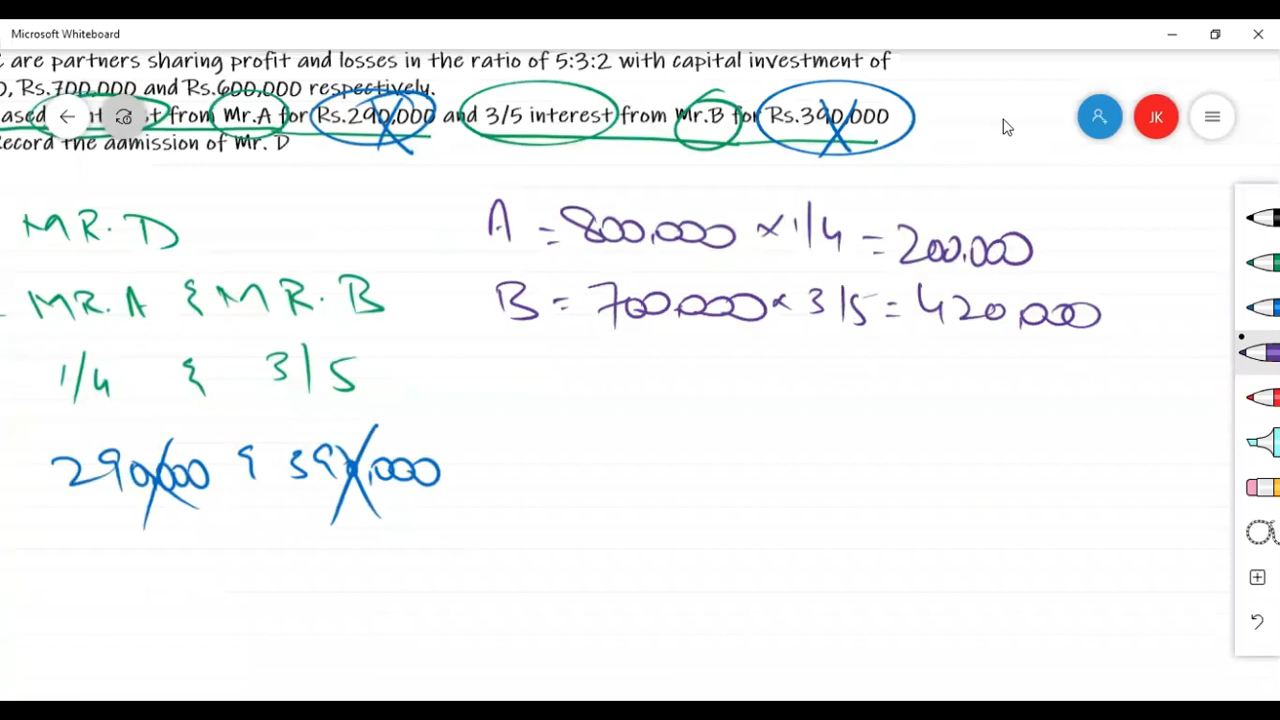 Microsoft Whiteboard
are partners sharing profit and losses in the ratio of 5:3:2 with capital investment of
Rs.700,000 and Rs.600,000 respectively.
ased from Mr.A for Rs.290,000 and 3/5 interest from Mr.B for Rs.390,000
Record the admission of Mr. D
JK
MR. D
MR. A & MR. B
1/4 & 3/5
290,000 & 390,000
A = 800,000 × 1/4 = 200,000
B = 700,000 × 3/5 = 420,000